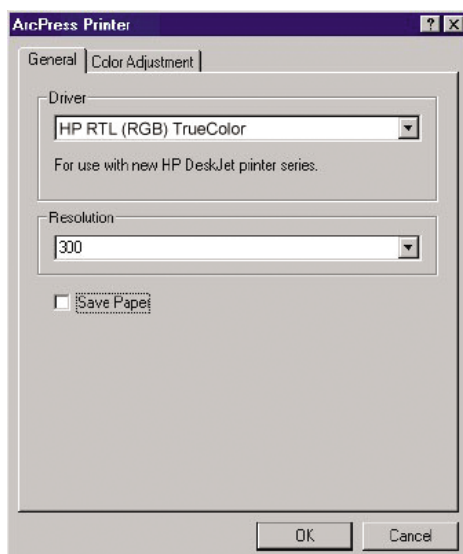 ArcPress Printer
General Color Adjustment
Driver
HP RTL (RGB) TrueColor
For use with new HP DeskJet printer series.
Resolution
300
Save Paper
OK Cancel